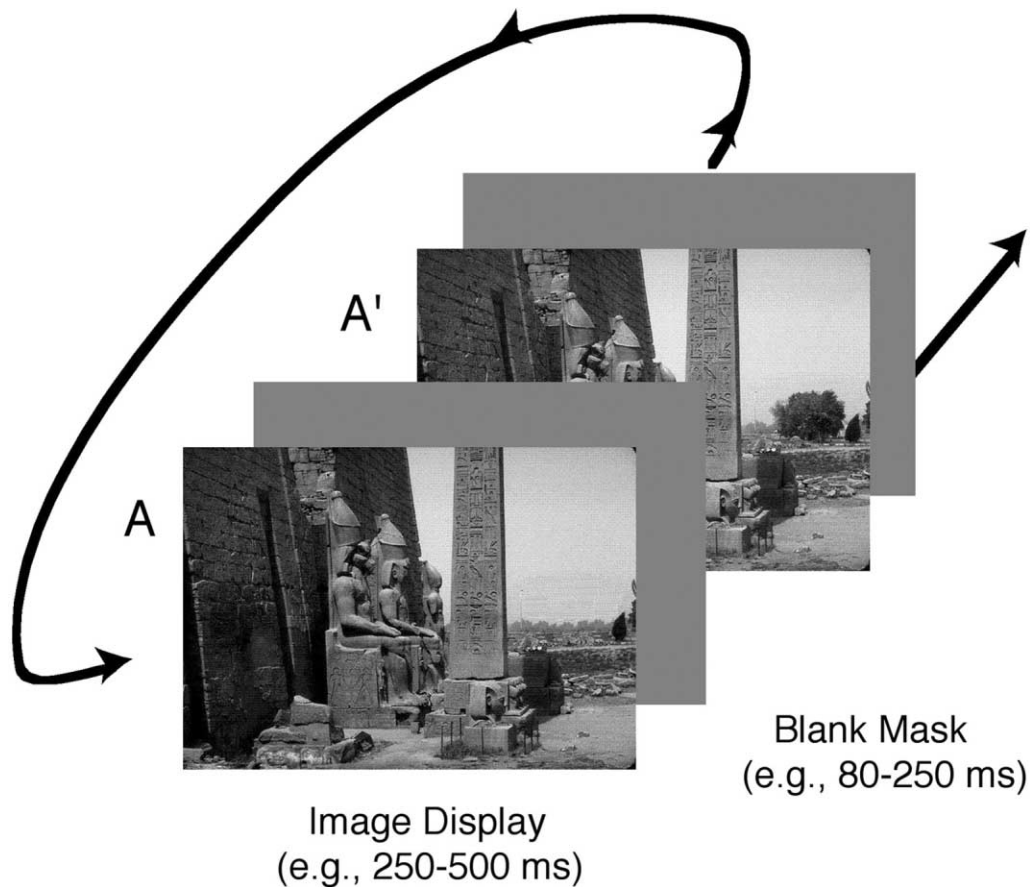 A'
A
Blank Mask
(e.g., 80-250 ms)
Image Display
(e.g., 250-500 ms)